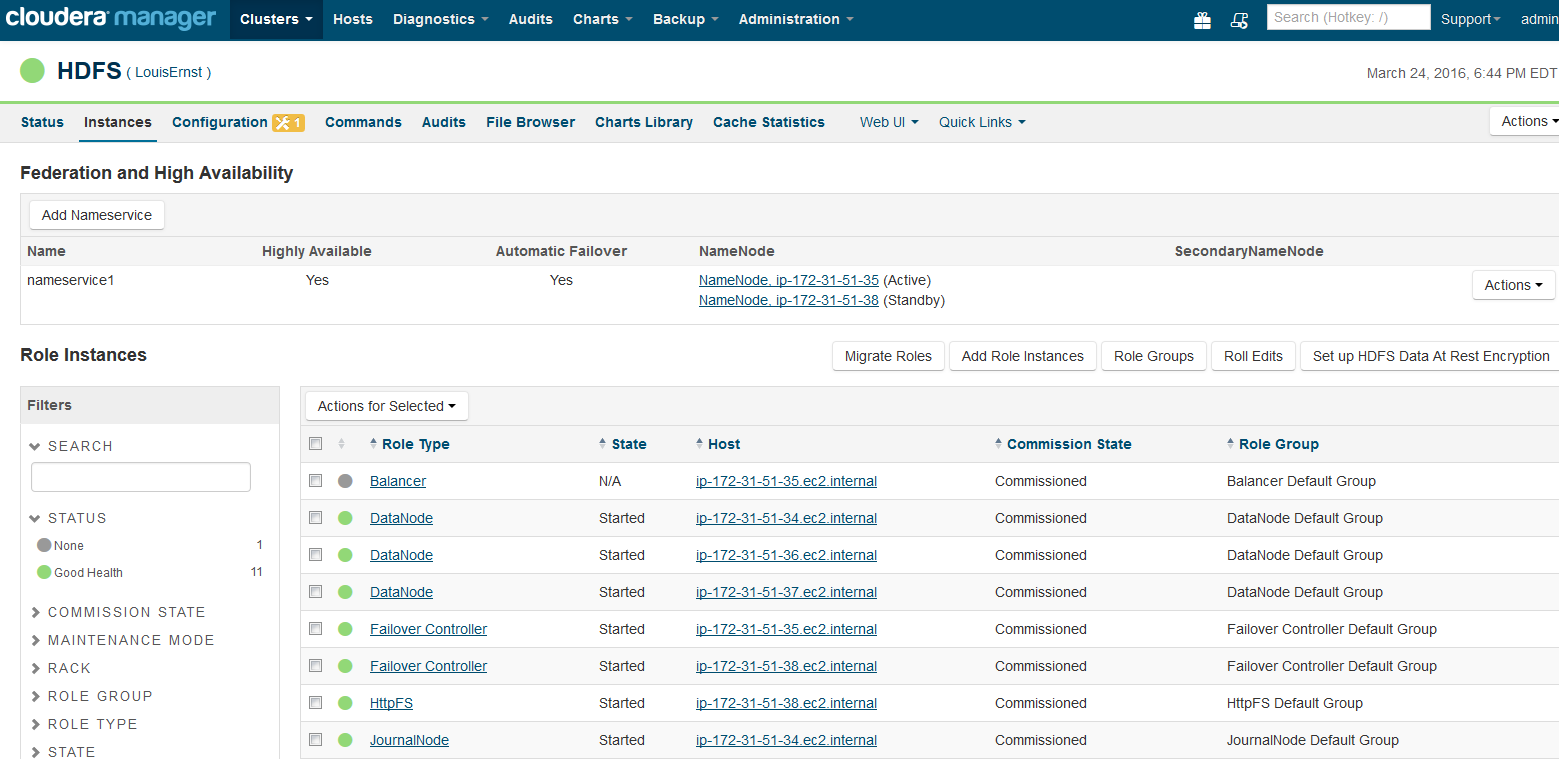 cloudera manager Clusters Hosts Diagnostics Audits Charts Backup Administration Search (Hotkey: /) Support admin
HDFS ( LouisErnst ) March 24, 2016, 6:44 PM EDT
Status Instances Configuration 1 Commands Audits File Browser Charts Library Cache Statistics Web UI Quick Links Actions
Federation and High Availability
Add Nameservice
Name Highly Available Automatic Failover NameNode SecondaryNameNode
nameservice1 Yes Yes NameNode, ip-172-31-51-35 (Active) Actions
NameNode, ip-172-31-51-38 (Standby)
Role Instances Migrate Roles Add Role Instances Role Groups Roll Edits Set up HDFS Data At Rest Encryption
Filters
SEARCH
STATUS
None 1
Good Health 11
COMMISSION STATE
MAINTENANCE MODE
RACK
ROLE GROUP
ROLE TYPE
STATE
Actions for Selected
Role Type State Host Commission State Role Group
Balancer N/A ip-172-31-51-35.ec2.internal Commissioned Balancer Default Group
DataNode Started ip-172-31-51-34.ec2.internal Commissioned DataNode Default Group
DataNode Started ip-172-31-51-36.ec2.internal Commissioned DataNode Default Group
DataNode Started ip-172-31-51-37.ec2.internal Commissioned DataNode Default Group
Failover Controller Started ip-172-31-51-35.ec2.internal Commissioned Failover Controller Default Group
Failover Controller Started ip-172-31-51-38.ec2.internal Commissioned Failover Controller Default Group
HttpFS Started ip-172-31-51-38.ec2.internal Commissioned HttpFS Default Group
JournalNode Started ip-172-31-51-34.ec2.internal Commissioned JournalNode Default Group